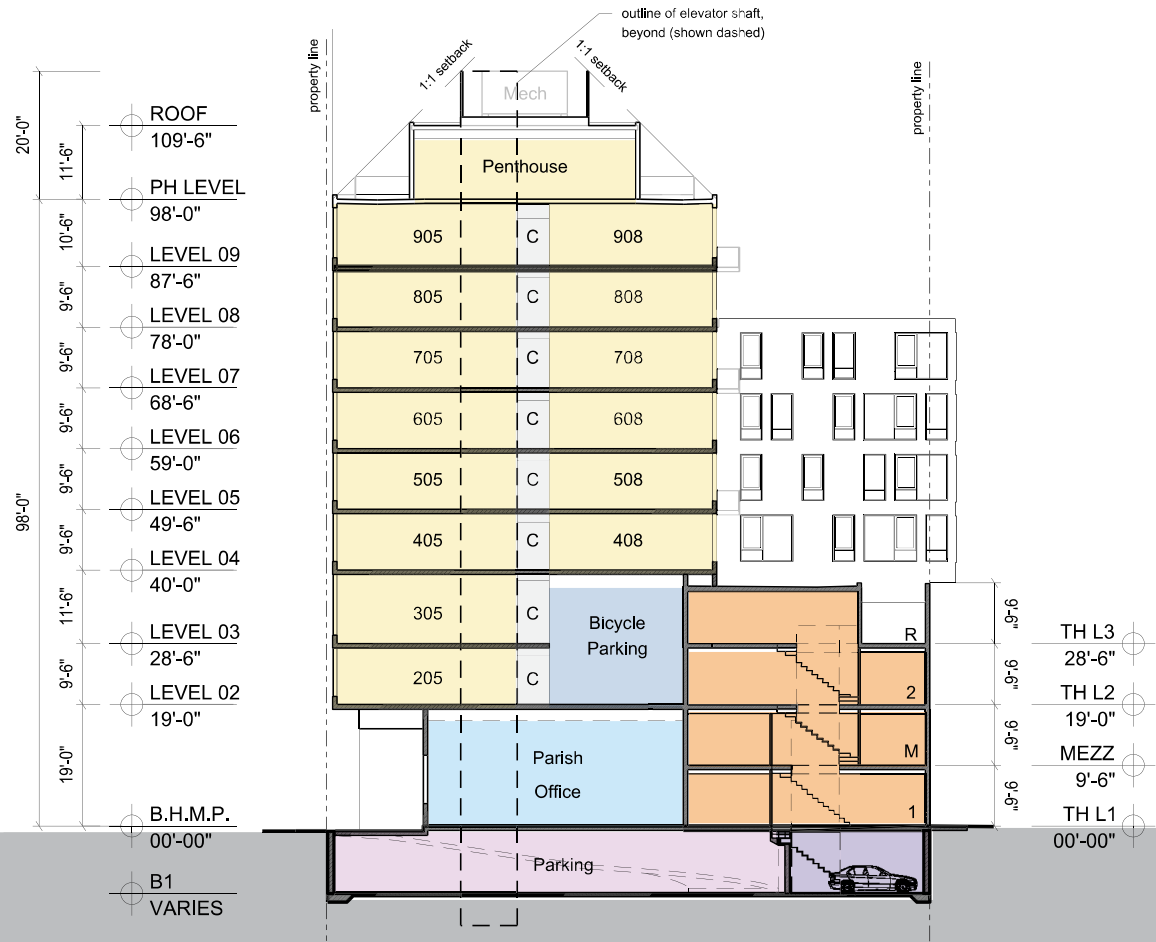 outline of elevator shaft,
beyond (shown dashed)
property line
1:1 setback
1:1 setback
property line
Mech
20'-0"
ROOF
109'-6"
11'-6"
Penthouse
PH LEVEL
98'-0"
10'-6"
905 C 908
LEVEL 09
87'-6"
9'-6"
805 C 808
LEVEL 08
78'-0"
9'-6"
705 C 708
LEVEL 07
68'-6"
9'-6"
605 C 608
LEVEL 06
59'-0"
9'-6"
505 C 508
LEVEL 05
49'-6"
98'-0"
9'-6"
405 C 408
LEVEL 04
40'-0"
11'-6"
305 C
Bicycle
Parking
R
9'-6"
LEVEL 03
28'-6"
TH L3
28'-6"
9'-6"
205 C
2
9'-6"
LEVEL 02
19'-0"
TH L2
19'-0"
19'-0"
Parish
Office
M
9'-6"
MEZZ
9'-6"
1
9'-6"
B.H.M.P.
00'-00"
TH L1
00'-00"
Parking
B1
VARIES